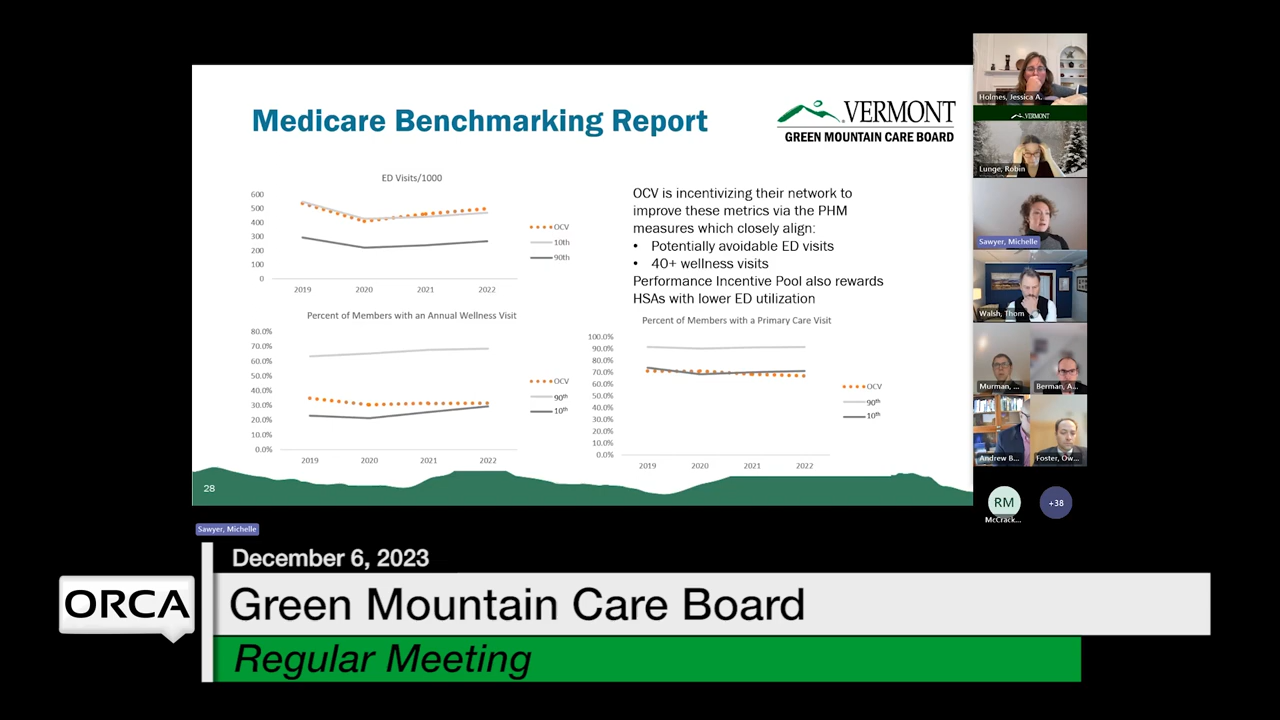 Medicare Benchmarking Report
VERMONT
GREEN MOUNTAIN CARE BOARD
ED Visits/1000
600
500
400
300
200
100
0
2019 2020 2021 2022
OCV
10th
90th
OCV is incentivizing their network to
improve these metrics via the PHM
measures which closely align:
• Potentially avoidable ED visits
• 40+ wellness visits
Performance Incentive Pool also rewards
HSAs with lower ED utilization
Percent of Members with an Annual Wellness Visit
80.0%
70.0%
60.0%
50.0%
40.0%
30.0%
20.0%
10.0%
0.0%
2019 2020 2021 2022
OCV
90th
10th
Percent of Members with a Primary Care Visit
100.0%
90.0%
80.0%
70.0%
60.0%
50.0%
40.0%
30.0%
20.0%
10.0%
0.0%
2019 2020 2021 2022
OCV
90th
10th
28
Holmes, Jessica A.
VERMONT
Lunge, Robin
Sawyer, Michelle
Walsh, Thom
Murman, ...
Berman, A...
Andrew B...
Foster, Ow...
RM
McCrack...
+38
Sawyer, Michelle
December 6, 2023
ORCA
Green Mountain Care Board
Regular Meeting